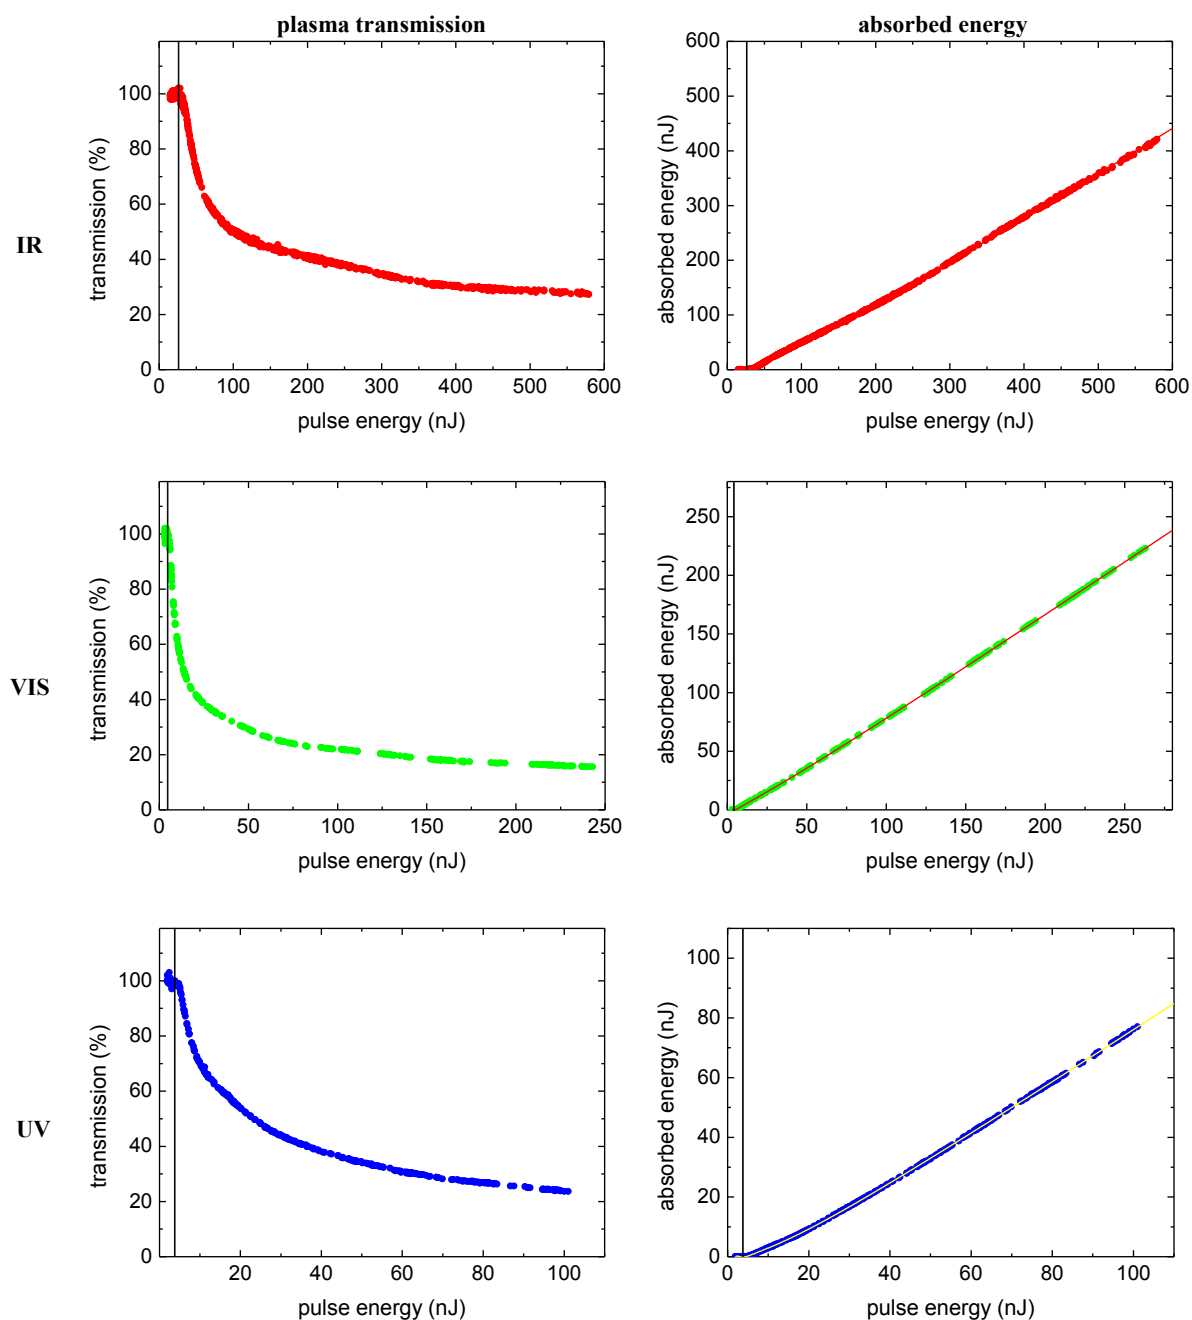 plasma transmission
absorbed energy
IR
transmission (%)
100
80
60
40
20
0
0 100 200 300 400 500 600
pulse energy (nJ)
absorbed energy (nJ)
600
500
400
300
200
100
0
0 100 200 300 400 500 600
pulse energy (nJ)
VIS
transmission (%)
100
80
60
40
20
0
0 50 100 150 200 250
pulse energy (nJ)
absorbed energy (nJ)
250
200
150
100
50
0
0 50 100 150 200 250
pulse energy (nJ)
UV
transmission (%)
100
80
60
40
20
0
20 40 60 80 100
pulse energy (nJ)
absorbed energy (nJ)
100
80
60
40
20
0
0 20 40 60 80 100
pulse energy (nJ)